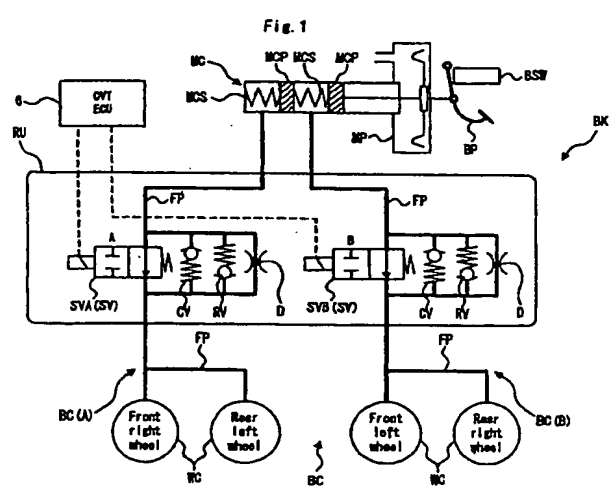 Fig. 1
MC MCP MCS MCP
BSW
MCS
6 CVT
ECU
MP BP
BK
RU
FP FP
A B
SVA(SV) CV RV D
SVB(SV) CV RV D
FP FP
BC(A) BC(B)
Front
right
wheel
Rear
left
wheel
Front
left
wheel
Rear
right
wheel
WC BC WC